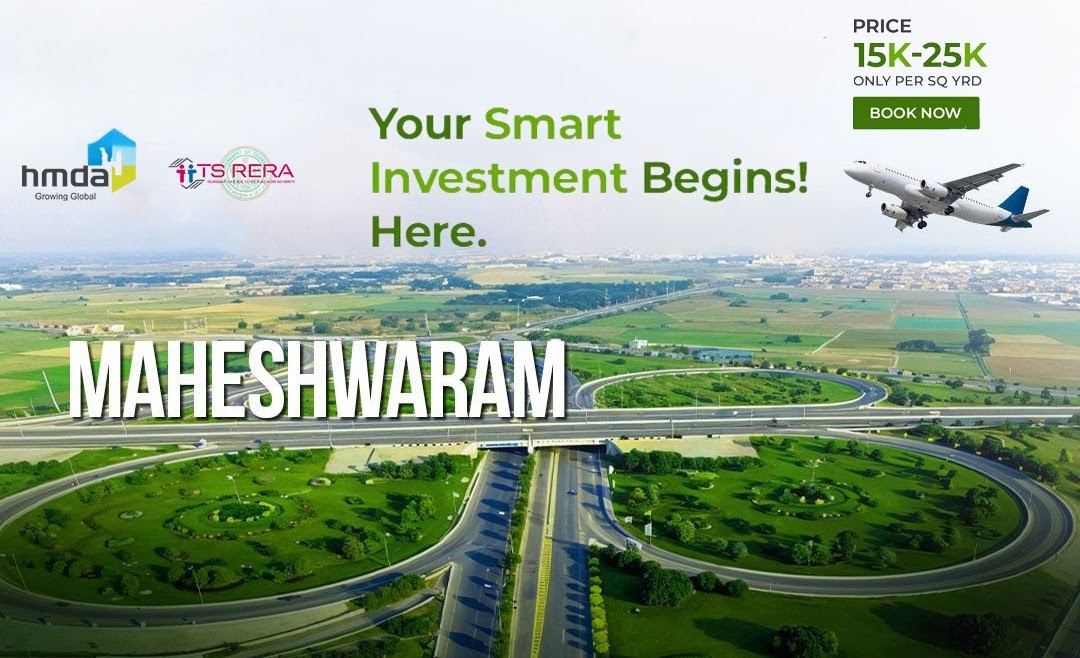 PRICE
15K-25K
ONLY PER SQ YRD
BOOK NOW
Your Smart
Investment Begins!
Here.
hmda
Growing Global
TS RERA
MAHESHWARAM